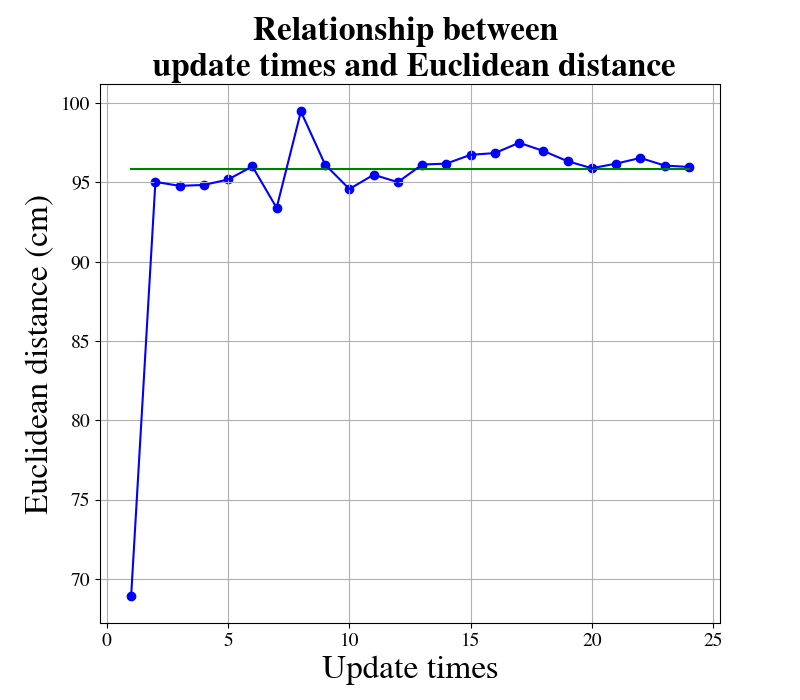 Relationship between
update times and Euclidean distance
Euclidean distance (cm)
100
95
90
85
80
75
70
0 5 10 15 20 25
Update times